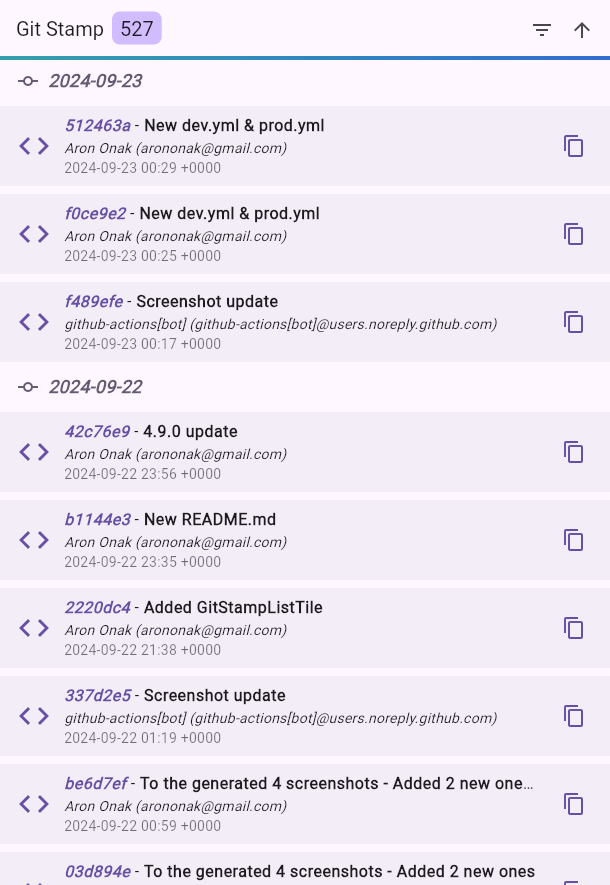 Git Stamp 527
2024-09-23
512463a - New dev.yml & prod.yml
Aron Onak (arononak@gmail.com)
2024-09-23 00:29 +0000
f0ce9e2 - New dev.yml & prod.yml
Aron Onak (arononak@gmail.com)
2024-09-23 00:25 +0000
f489efe - Screenshot update
github-actions[bot] (github-actions[bot]@users.noreply.github.com)
2024-09-23 00:17 +0000
2024-09-22
42c76e9 - 4.9.0 update
Aron Onak (arononak@gmail.com)
2024-09-22 23:56 +0000
b1144e3 - New README.md
Aron Onak (arononak@gmail.com)
2024-09-22 23:35 +0000
2220dc4 - Added GitStampListTile
Aron Onak (arononak@gmail.com)
2024-09-22 21:38 +0000
337d2e5 - Screenshot update
github-actions[bot] (github-actions[bot]@users.noreply.github.com)
2024-09-22 01:19 +0000
be6d7ef - To the generated 4 screenshots - Added 2 new one…
Aron Onak (arononak@gmail.com)
2024-09-22 00:59 +0000
03d894e - To the generated 4 screenshots - Added 2 new ones